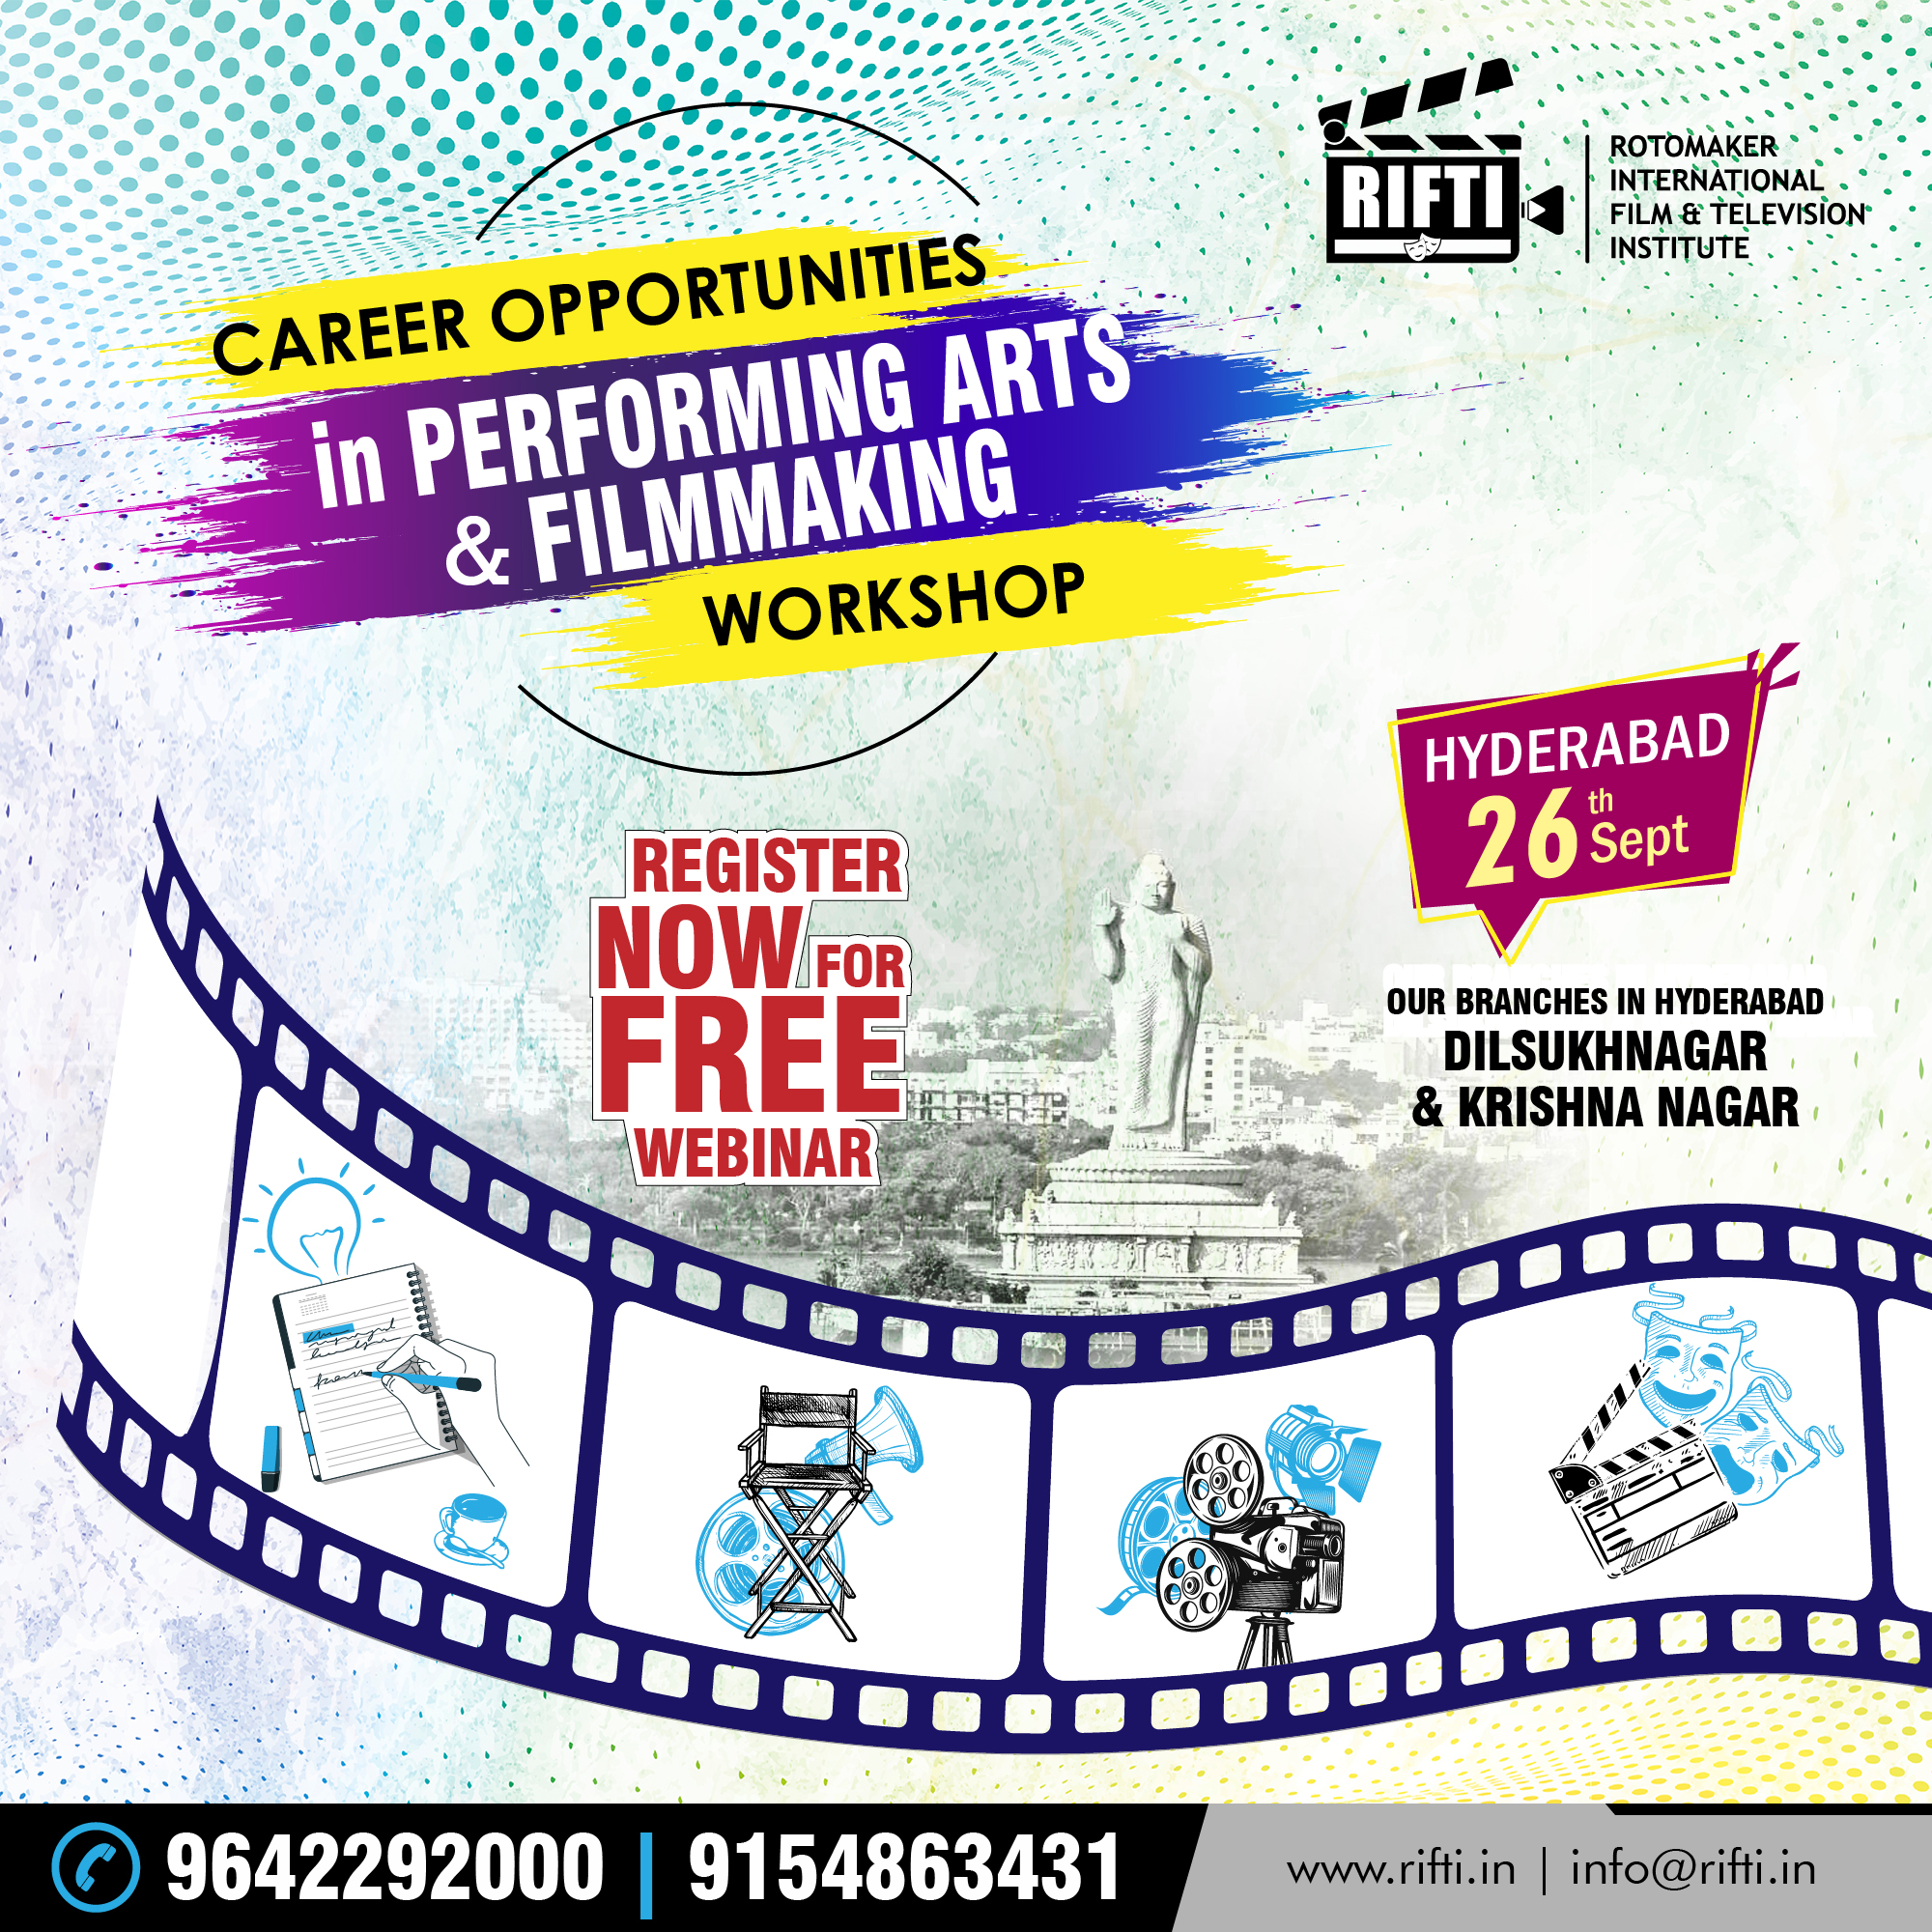 RIFTI
ROTOMAKER
INTERNATIONAL
FILM & TELEVISION
INSTITUTE
CAREER OPPORTUNITIES
in PERFORMING ARTS
& FILMMAKING
WORKSHOP
HYDERABAD
26th Sept
REGISTER
NOW FOR
FREE
WEBINAR
OUR BRANCHES IN HYDERABAD
DILSUKHNAGAR
& KRISHNA NAGAR
9642292000 | 9154863431
www.rifti.in | info@rifti.in